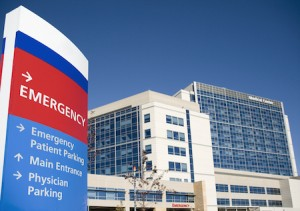 →
EMERGENCY
→ Emergency
Patient Parking
↑ Main Entrance
→ Physician
Parking